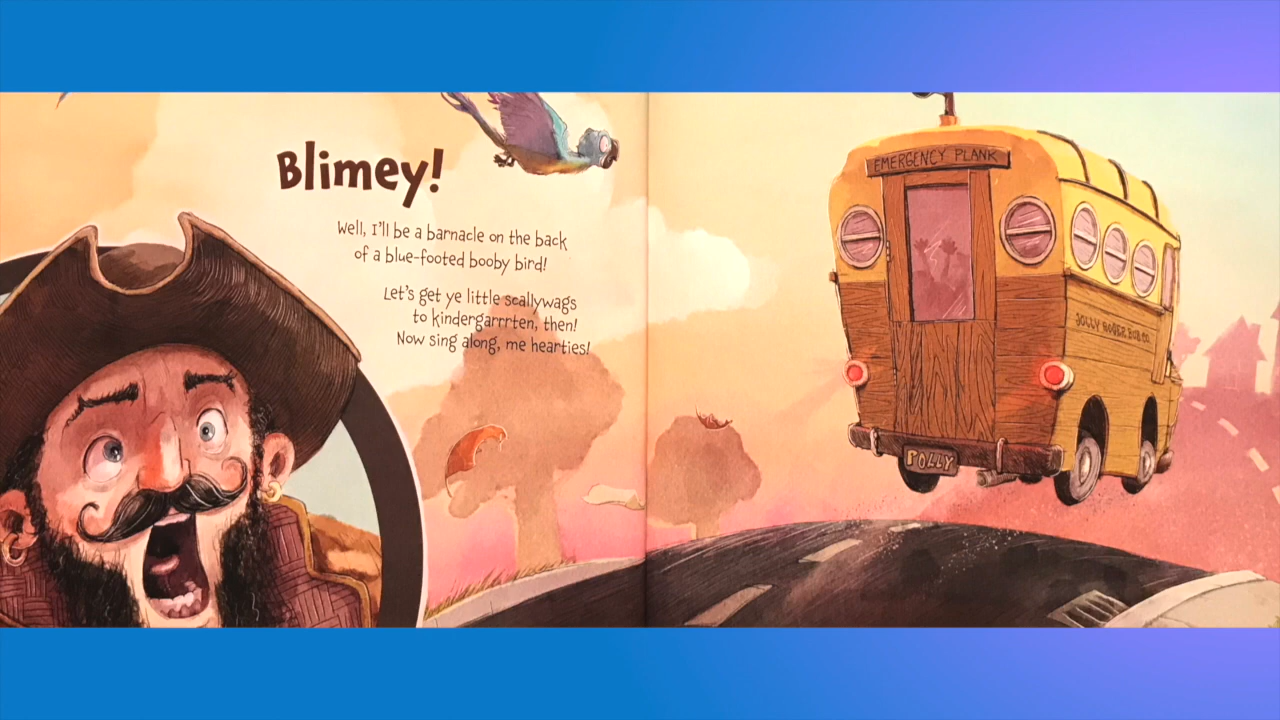 Blimey!
Well, I'll be a barnacle on the back
of a blue-footed booby bird!
Let's get ye little scallywags
to kindergarrrten, then!
Now sing along, me hearties!
EMERGENCY PLANK
JOLLY ROGER BUS CO.
POLLY